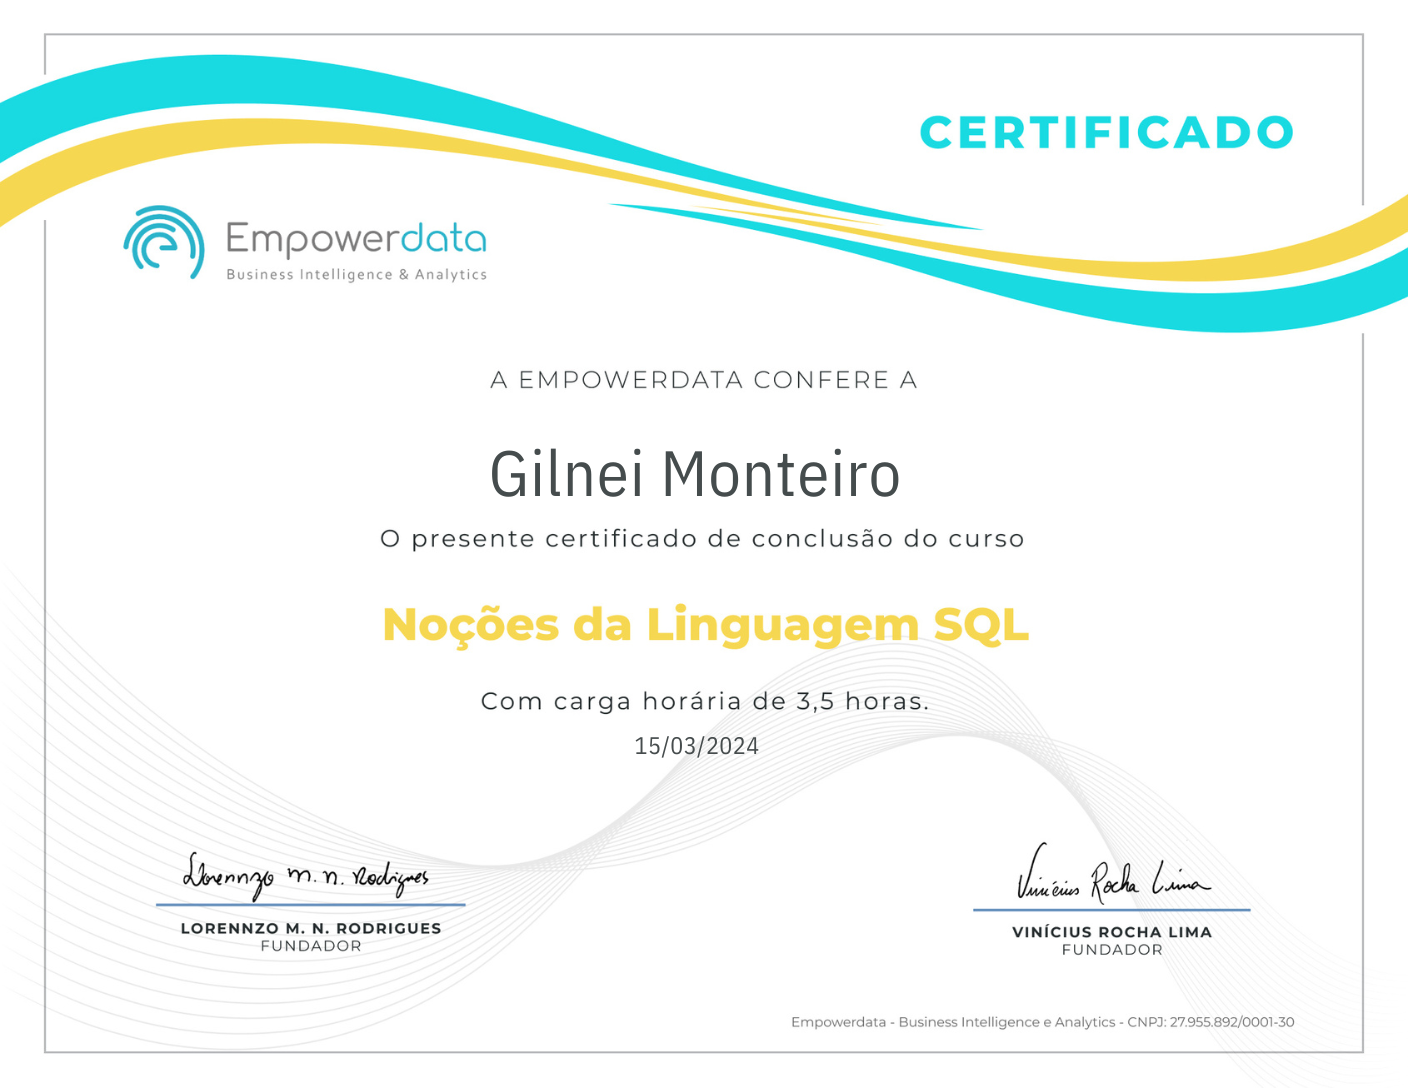 CERTIFICADO
Empowerdata
Business Intelligence & Analytics
A EMPOWERDATA CONFERE A
Gilnei Monteiro
O presente certificado de conclusão do curso
Noções da Linguagem SQL
Com carga horária de 3,5 horas.
15/03/2024
Lorennzo M. N. Rodrigues
LORENNZO M. N. RODRIGUES
FUNDADOR
Vinícius Rocha Lima
VINÍCIUS ROCHA LIMA
FUNDADOR
Empowerdata - Business Intelligence e Analytics - CNPJ: 27.955.892/0001-30